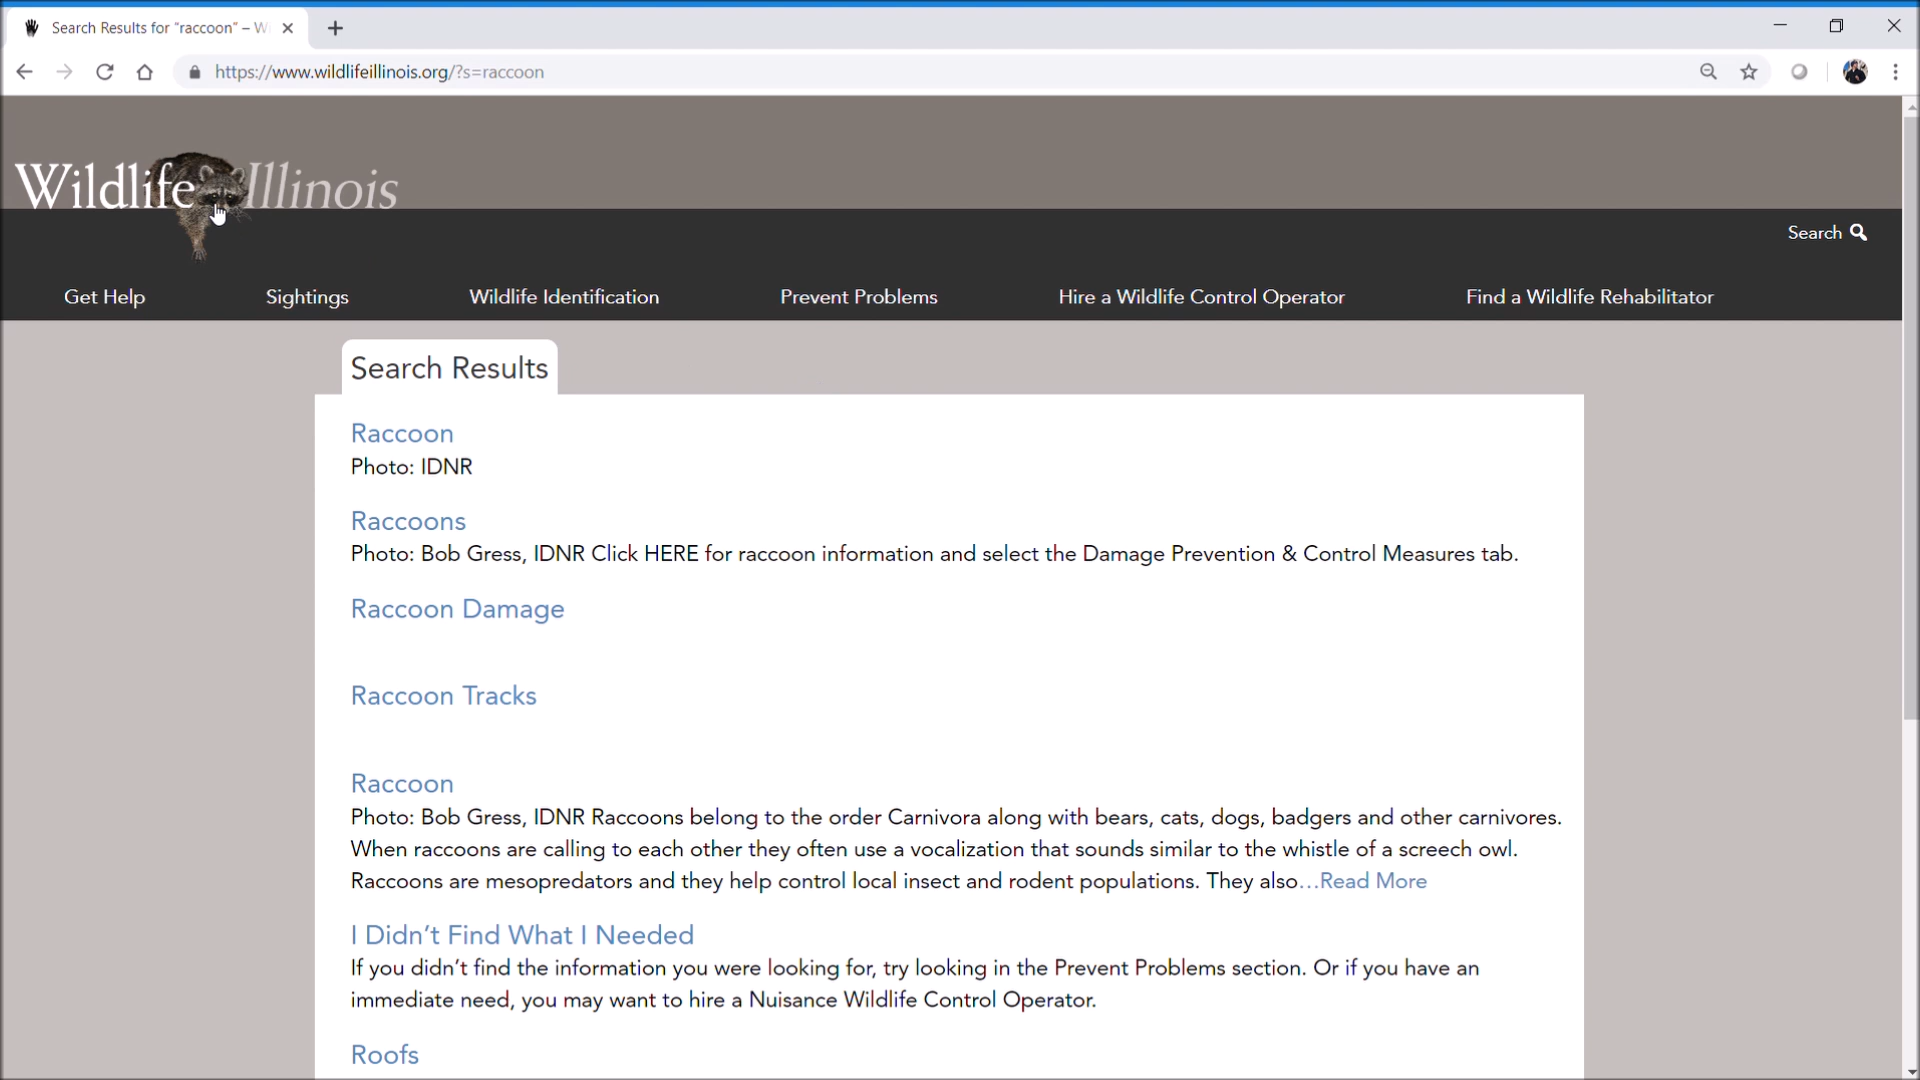 Search Results for "raccoon" – W
https://www.wildlifeillinois.org/?s=raccoon
Wildlife Illinois
Search
Get Help Sightings Wildlife Identification Prevent Problems Hire a Wildlife Control Operator Find a Wildlife Rehabilitator
Search Results
Raccoon
Photo: IDNR
Raccoons
Photo: Bob Gress, IDNR Click HERE for raccoon information and select the Damage Prevention & Control Measures tab.
Raccoon Damage
Raccoon Tracks
Raccoon
Photo: Bob Gress, IDNR Raccoons belong to the order Carnivora along with bears, cats, dogs, badgers and other carnivores.
When raccoons are calling to each other they often use a vocalization that sounds similar to the whistle of a screech owl.
Raccoons are mesopredators and they help control local insect and rodent populations. They also…Read More
I Didn't Find What I Needed
If you didn't find the information you were looking for, try looking in the Prevent Problems section. Or if you have an
immediate need, you may want to hire a Nuisance Wildlife Control Operator.
Roofs